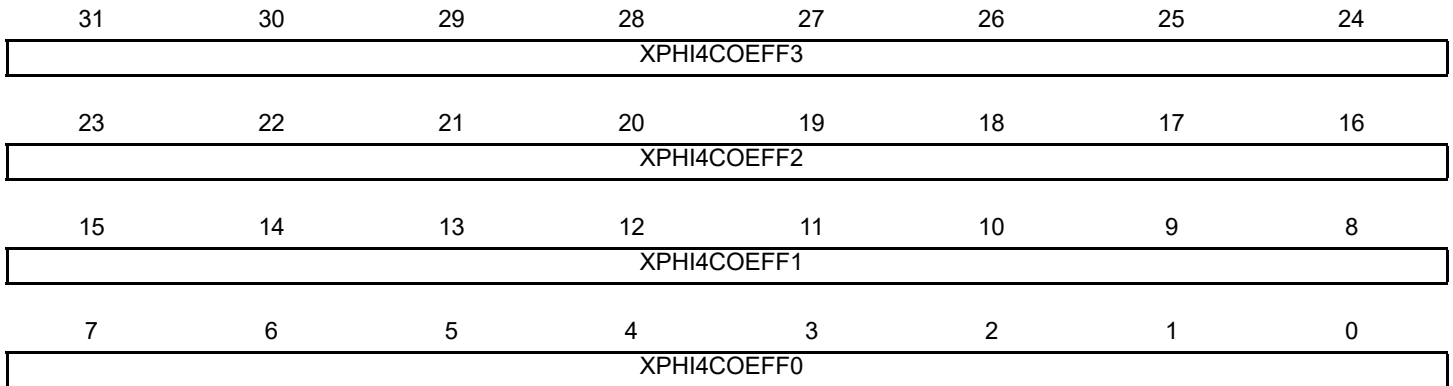 31 30 29 28 27 26 25 24
XPHI4COEFF3
23 22 21 20 19 18 17 16
XPHI4COEFF2
15 14 13 12 11 10 9 8
XPHI4COEFF1
7 6 5 4 3 2 1 0
XPHI4COEFF0